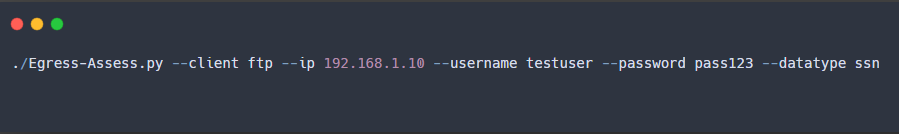 ./Egress-Assess.py --client ftp --ip 192.168.1.10 --username testuser --password pass123 --datatype ssn